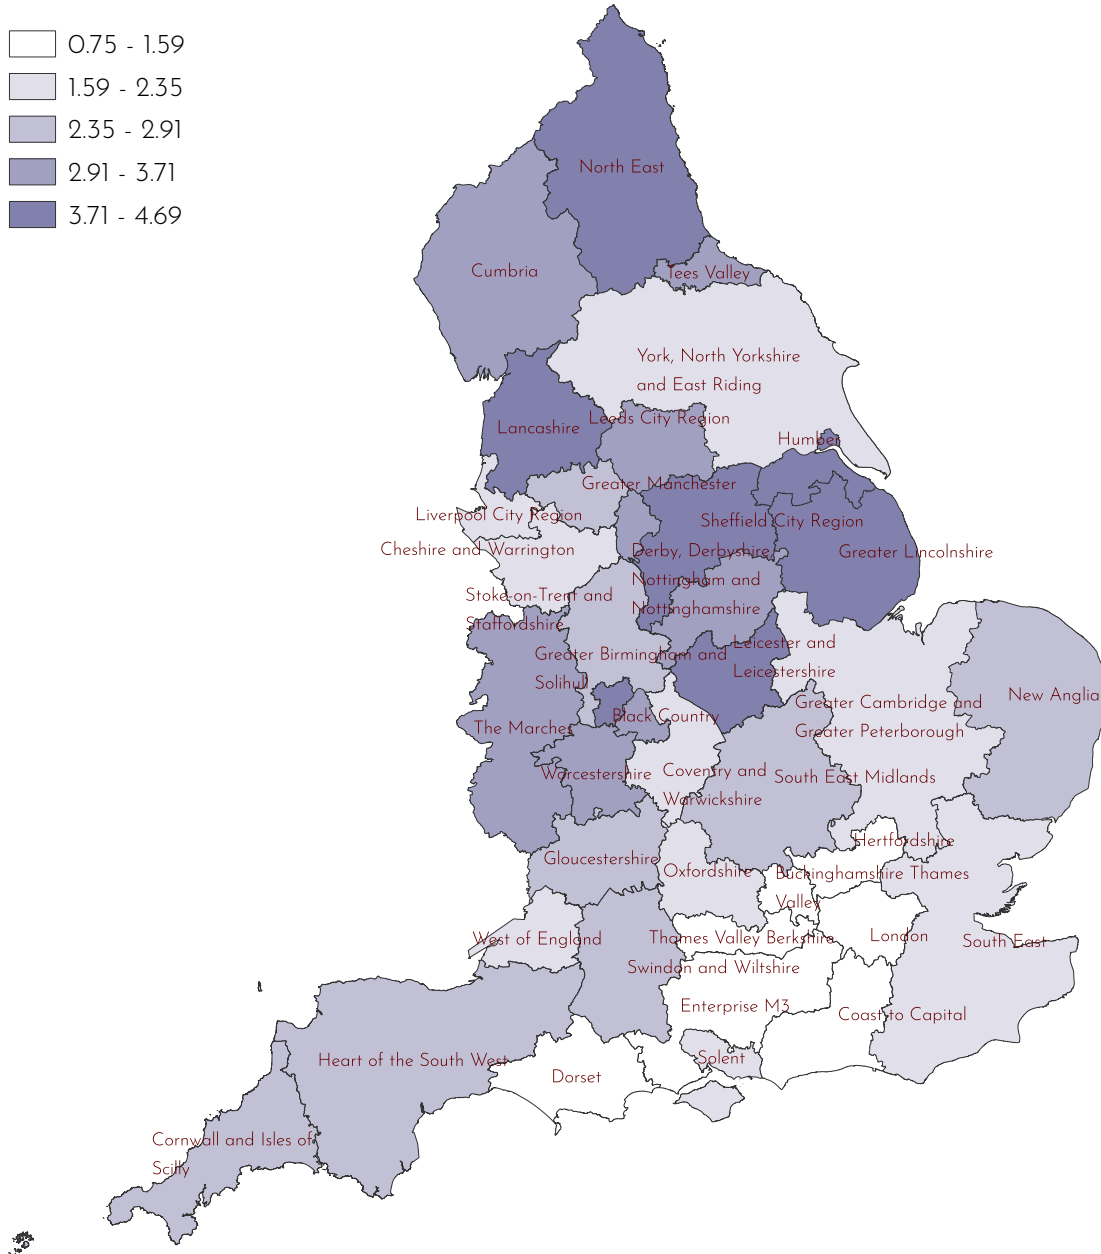 0.75 - 1.59
1.59 - 2.35
2.35 - 2.91
2.91 - 3.71
3.71 - 4.69
North East
Cumbria
Tees Valley
York, North Yorkshire
and East Riding
Leeds City Region
Lancashire
Humber
Greater Manchester
Liverpool City Region
Sheffield City Region
Cheshire and Warrington
Derby, Derbyshire,
Nottingham and
Nottinghamshire
Greater Lincolnshire
Stoke-on-Trent and
Staffordshire
Leicester and
Leicestershire
Greater Birmingham and
Solihull
Greater Cambridge and
Greater Peterborough
New Anglia
Black Country
The Marches
Worcestershire
Coventry and
Warwickshire
South East Midlands
Hertfordshire
Gloucestershire
Oxfordshire
Buckinghamshire Thames
Valley
West of England
Thames Valley Berkshire
London
South East
Swindon and Wiltshire
Enterprise M3
Coast to Capital
Heart of the South West
Solent
Dorset
Cornwall and Isles of
Scilly